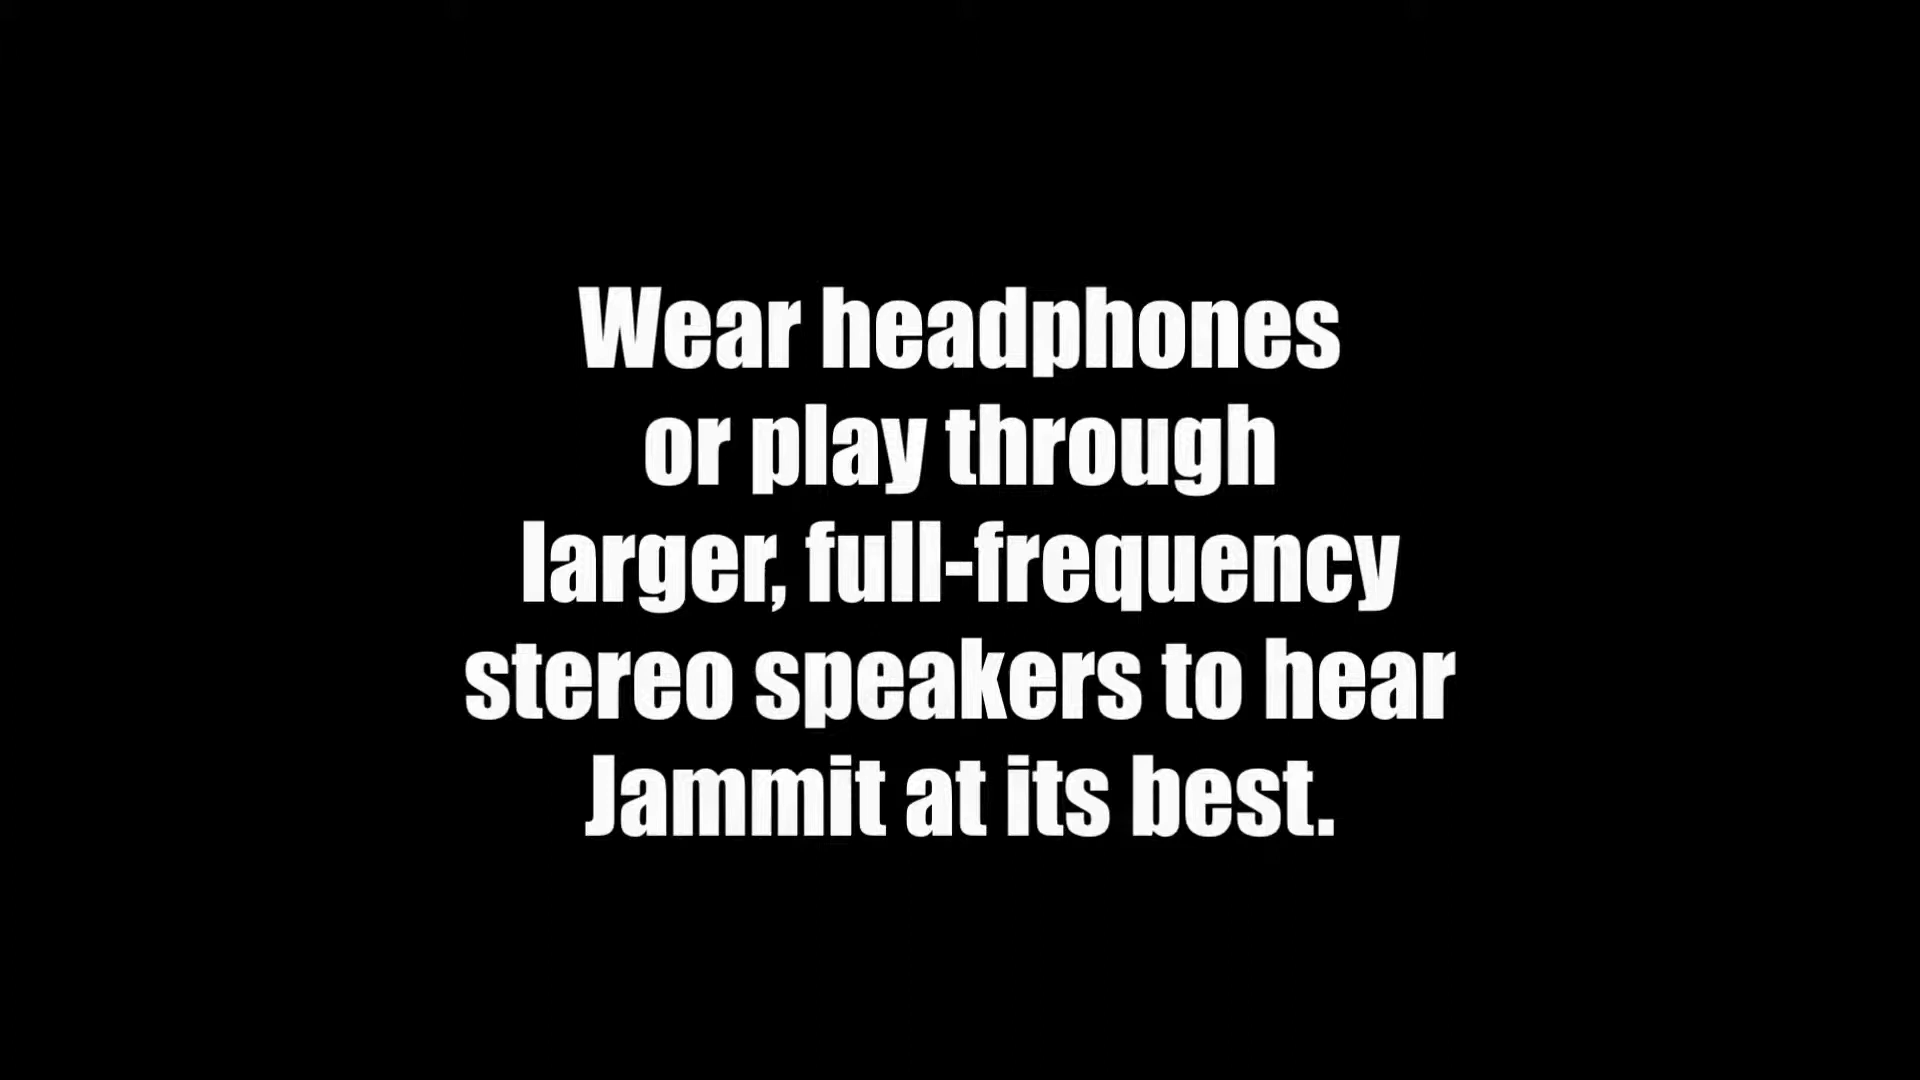 Wear headphones
or play through
larger, full-frequency
stereo speakers to hear
Jammit at its best.